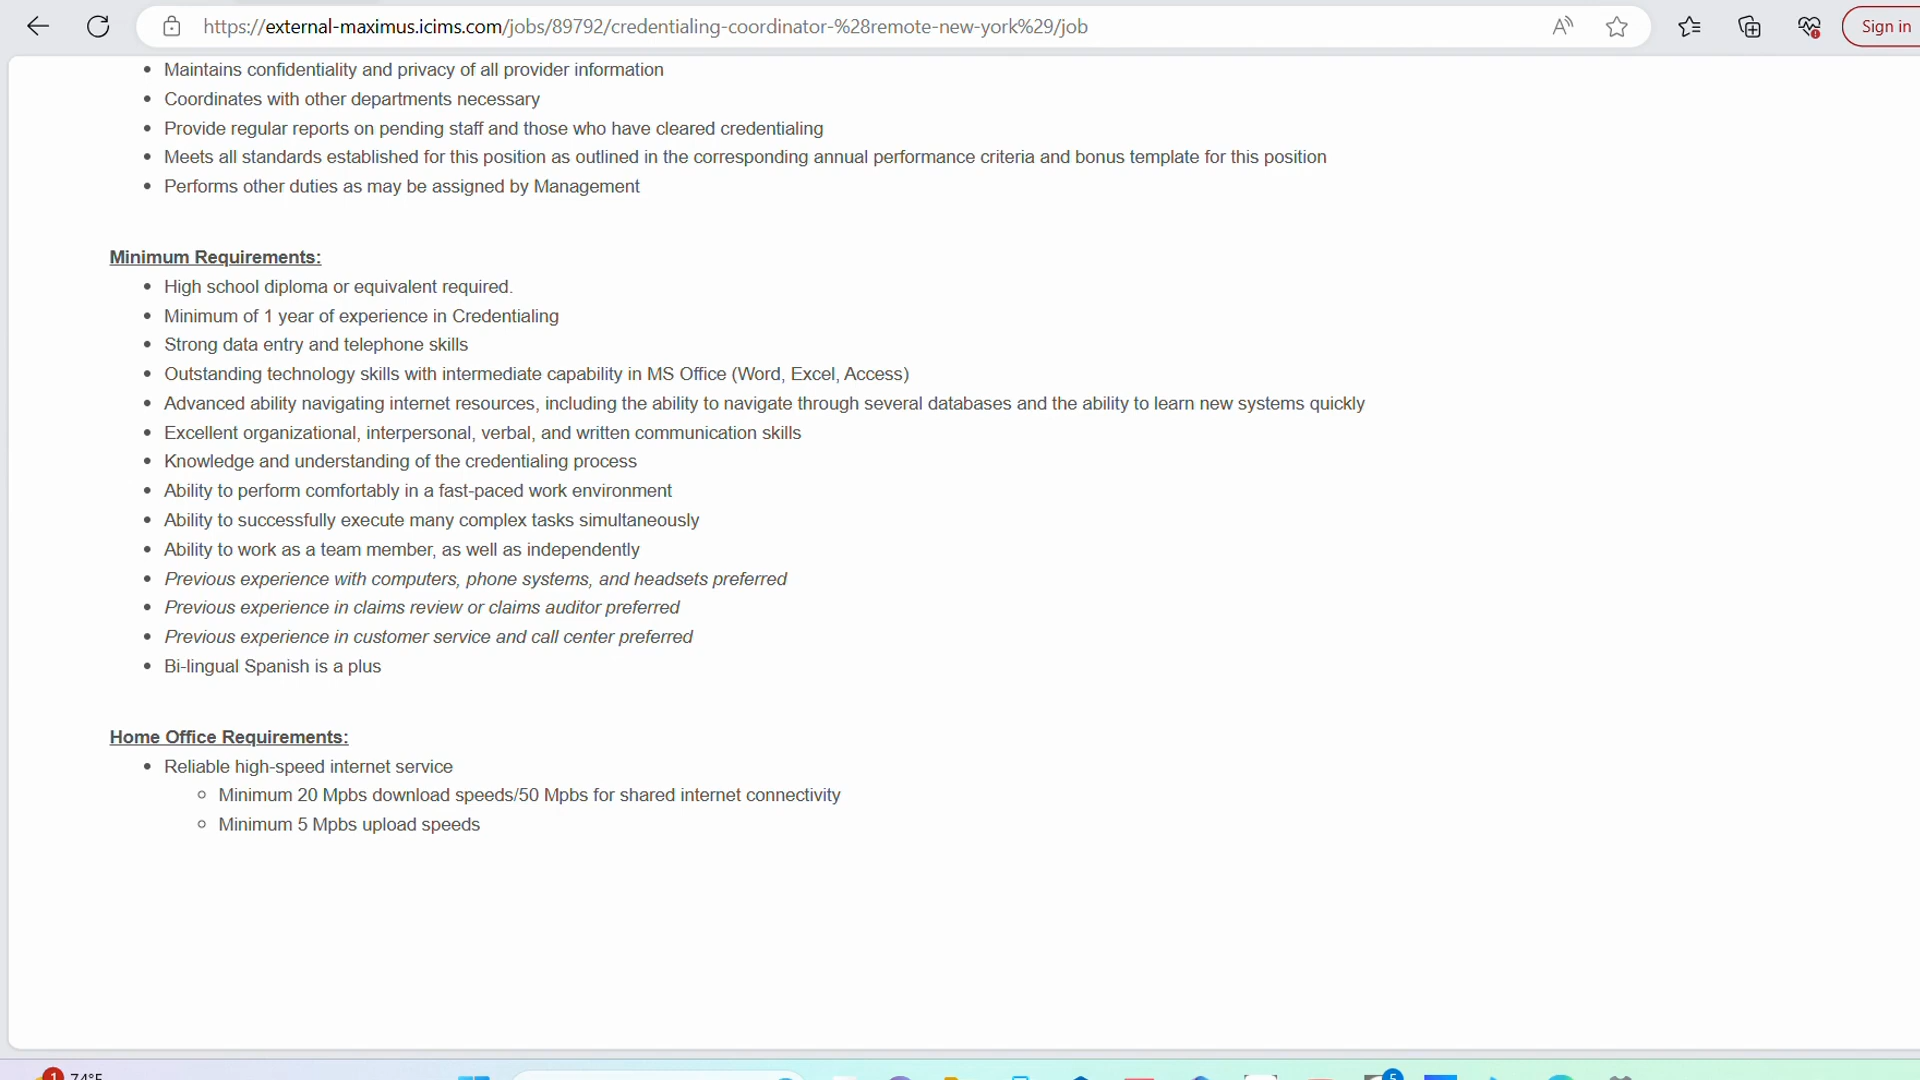 https://external-maximus.icims.com/jobs/89792/credentialing-coordinator-%28remote-new-york%29/job
Sign in
• Maintains confidentiality and privacy of all provider information
• Coordinates with other departments necessary
• Provide regular reports on pending staff and those who have cleared credentialing
• Meets all standards established for this position as outlined in the corresponding annual performance criteria and bonus template for this position
• Performs other duties as may be assigned by Management
Minimum Requirements:
• High school diploma or equivalent required.
• Minimum of 1 year of experience in Credentialing
• Strong data entry and telephone skills
• Outstanding technology skills with intermediate capability in MS Office (Word, Excel, Access)
• Advanced ability navigating internet resources, including the ability to navigate through several databases and the ability to learn new systems quickly
• Excellent organizational, interpersonal, verbal, and written communication skills
• Knowledge and understanding of the credentialing process
• Ability to perform comfortably in a fast-paced work environment
• Ability to successfully execute many complex tasks simultaneously
• Ability to work as a team member, as well as independently
• Previous experience with computers, phone systems, and headsets preferred
• Previous experience in claims review or claims auditor preferred
• Previous experience in customer service and call center preferred
• Bi-lingual Spanish is a plus
Home Office Requirements:
• Reliable high-speed internet service
○ Minimum 20 Mpbs download speeds/50 Mpbs for shared internet connectivity
○ Minimum 5 Mpbs upload speeds
1 74°F
5